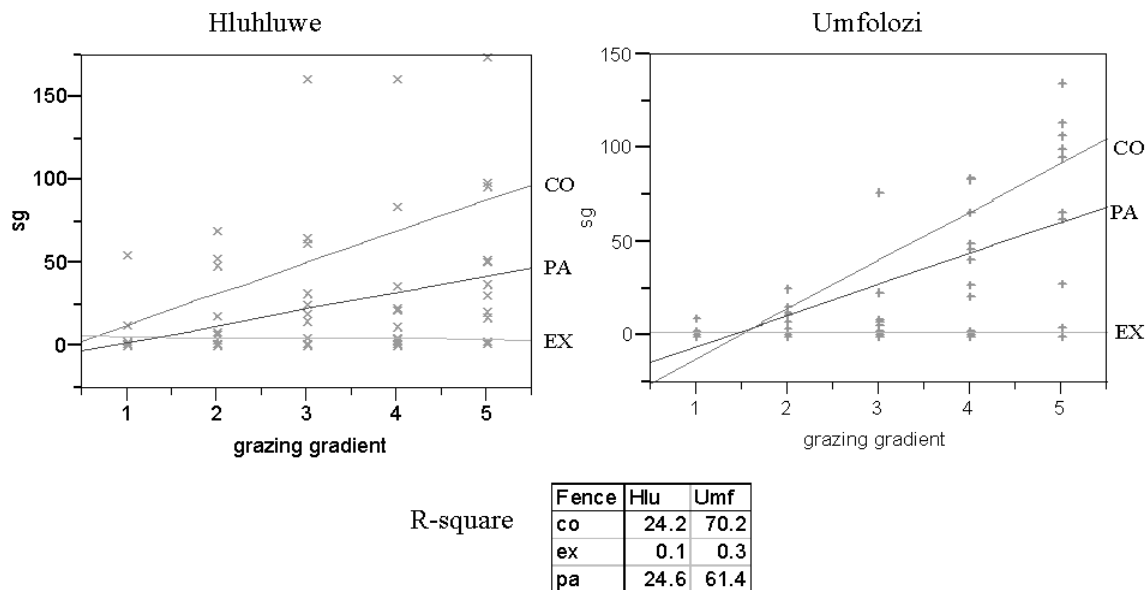 Hluhluwe
150
100
50
0
sg
1 2 3 4 5
grazing gradient
CO
PA
EX
Umfolozi
150
100
50
0
sg
1 2 3 4 5
grazing gradient
CO
PA
EX
R-square
Fence Hlu Umf
co 24.2 70.2
ex 0.1 0.3
pa 24.6 61.4